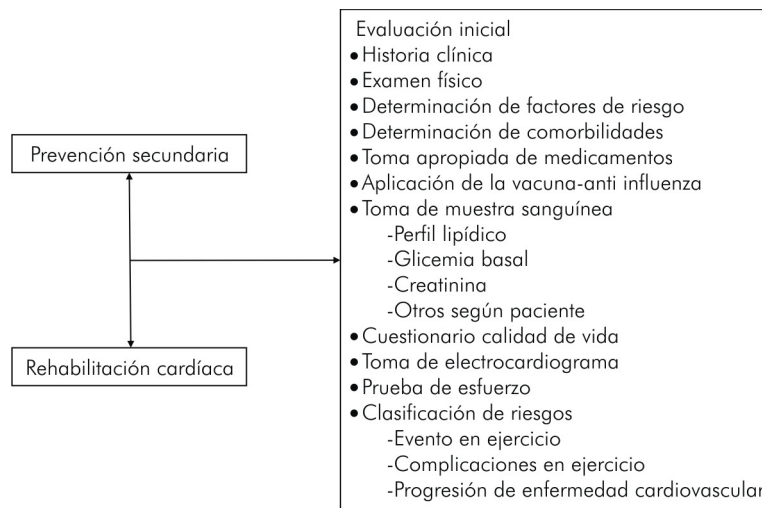 Prevención secundaria
Rehabilitación cardíaca
Evaluación inicial
•Historia clínica
•Examen físico
•Determinación de factores de riesgo
•Determinación de comorbilidades
•Toma apropiada de medicamentos
•Aplicación de la vacuna-anti influenza
•Toma de muestra sanguínea
-Perfil lipídico
-Glicemia basal
-Creatinina
-Otros según paciente
•Cuestionario calidad de vida
•Toma de electrocardiograma
•Prueba de esfuerzo
•Clasificación de riesgos
-Evento en ejercicio
-Complicaciones en ejercicio
-Progresión de enfermedad cardiovascular